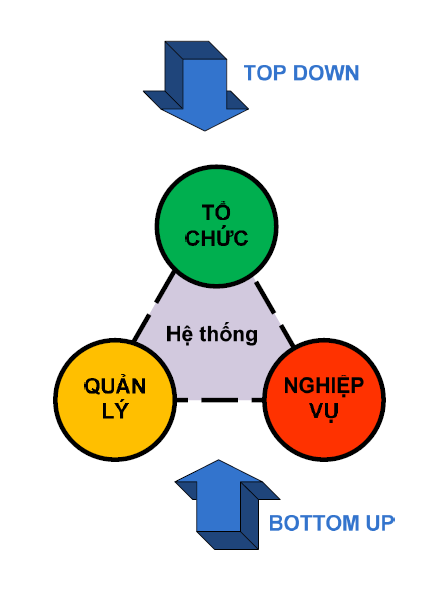 TOP DOWN
TỔ
CHỨC
Hệ thống
QUẢN
LÝ
NGHIỆP
VỤ
BOTTOM UP